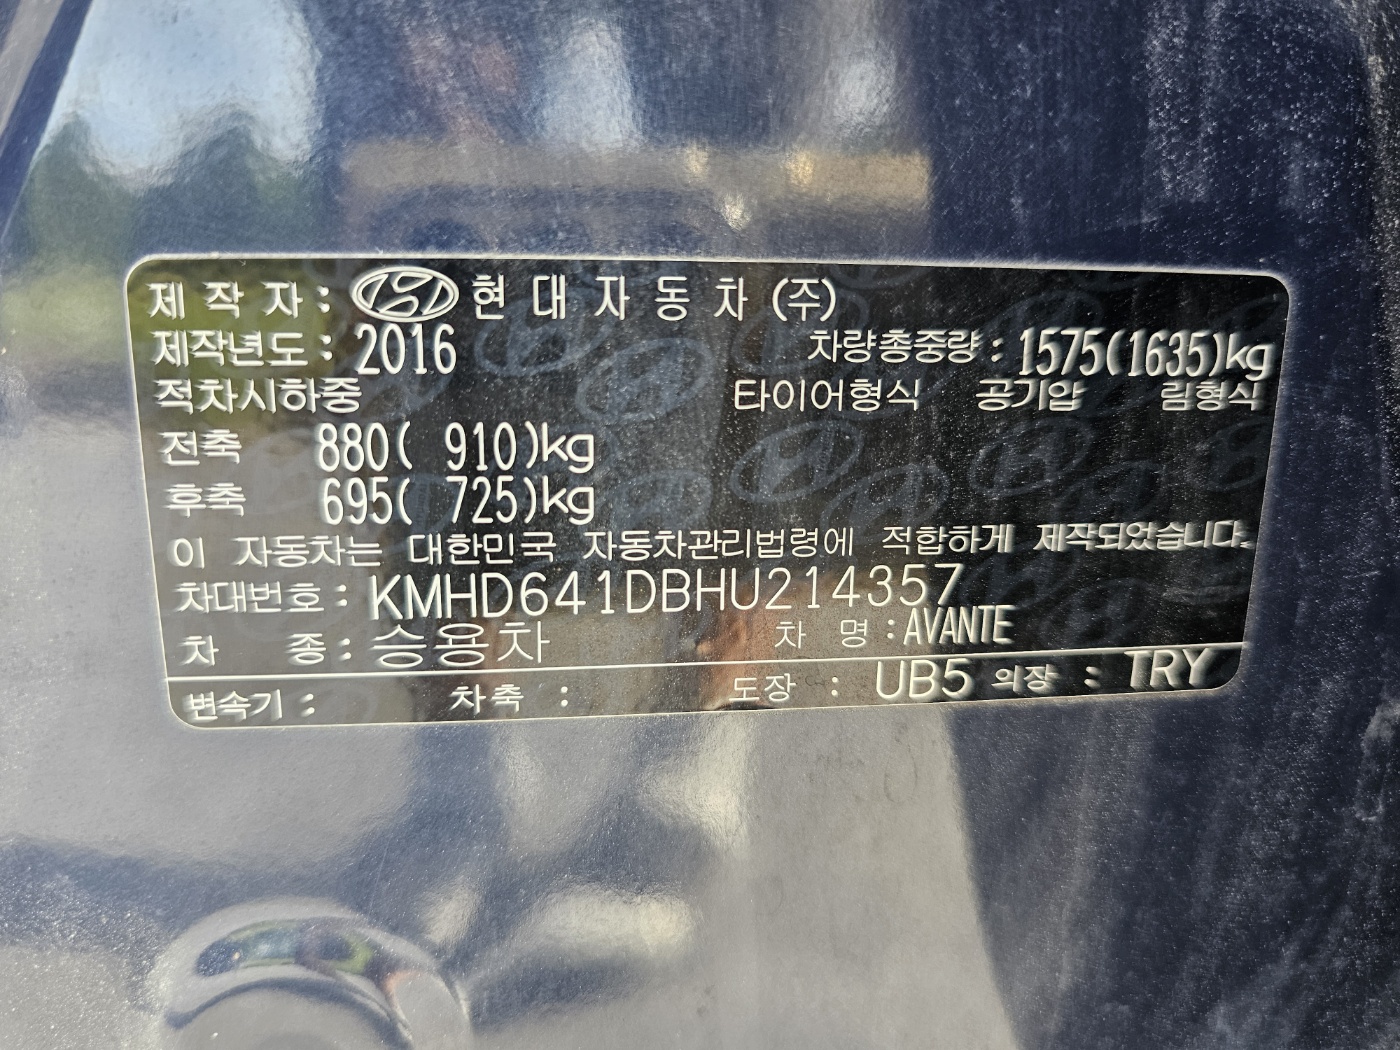 제 작 자 : 현 대 자 동 차 (주)
제작년도 : 2016 차량총중량 : 1575(1635)kg
적차시하중 타이어형식 공기압 림형식
전축 880( 910)kg
후축 695( 725)kg
이 자동차는 대한민국 자동차관리법령에 적합하게 제작되었습니다.
차대번호 : KMHD641DBHU214357
차 종 : 승용차 차 명 : AVANTE
변속기 : 차축 : 도장 : UB5 의장 : TRY